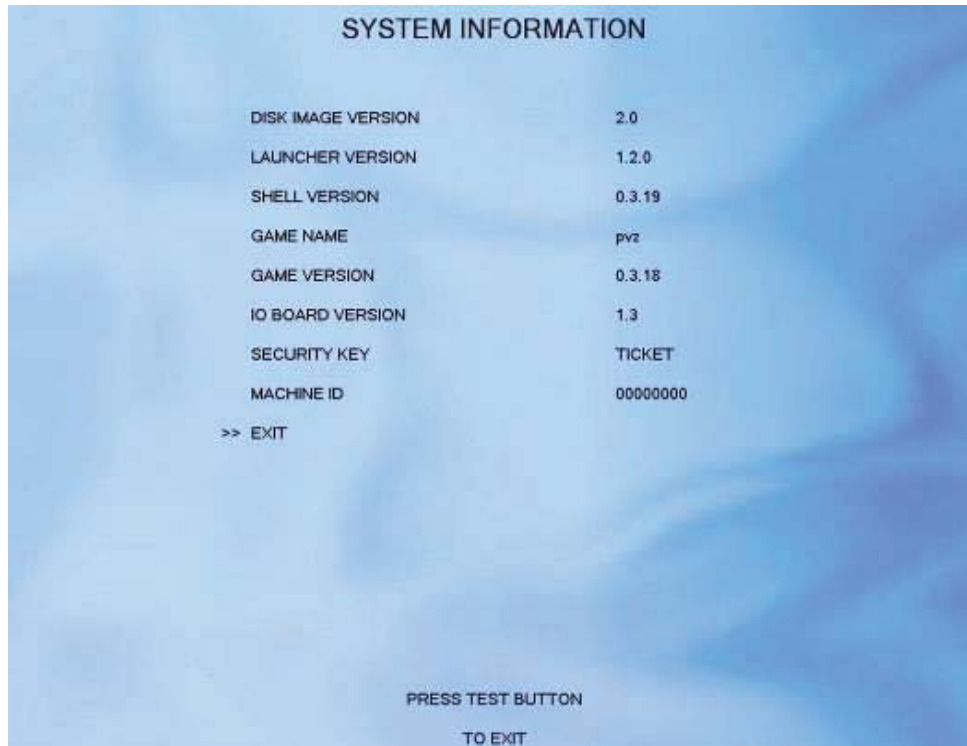 SYSTEM INFORMATION
DISK IMAGE VERSION 2.0
LAUNCHER VERSION 1.2.0
SHELL VERSION 0.3.19
GAME NAME pvz
GAME VERSION 0.3.18
IO BOARD VERSION 1.3
SECURITY KEY TICKET
MACHINE ID 00000000
>> EXIT
PRESS TEST BUTTON
TO EXIT